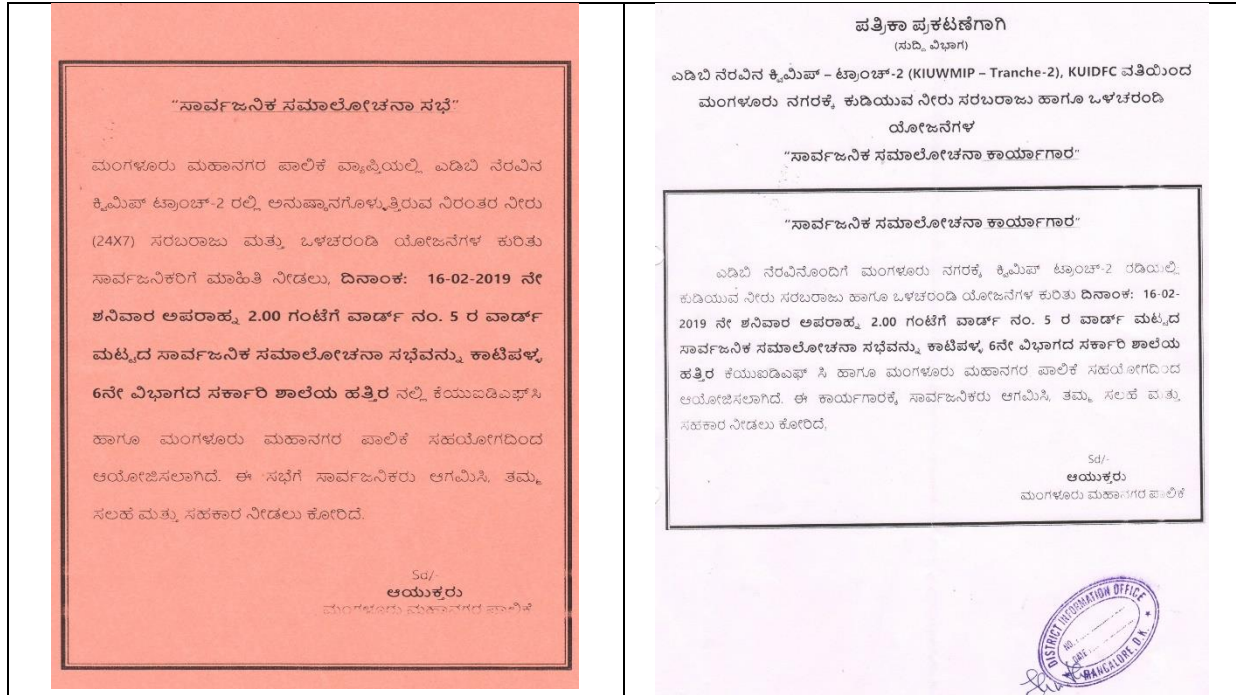 "ಸಾರ್ವಜನಿಕ ಸಮಾಲೋಚನಾ ಸಭೆ"
ಮಂಗಳೂರು ಮಹಾನಗರ ಪಾಲಿಕೆ ವ್ಯಾಪ್ತಿಯಲ್ಲಿ ಎಡಿಬಿ ನೆರವಿನ
ಕ್ವಿಮಿಪ್ ಟ್ರಾಂಚ್-2 ರಲ್ಲಿ ಅನುಷ್ಠಾನಗೊಳ್ಳುತ್ತಿರುವ ನಿರಂತರ ನೀರು
(24X7) ಸರಬರಾಜು ಮತ್ತು ಒಳಚರಂಡಿ ಯೋಜನೆಗಳ ಕುರಿತು
ಸಾರ್ವಜನಿಕರಿಗೆ ಮಾಹಿತಿ ನೀಡಲು, ದಿನಾಂಕ: 16-02-2019 ನೇ
ಶನಿವಾರ ಅಪರಾಹ್ನ 2.00 ಗಂಟೆಗೆ ವಾರ್ಡ್ ನಂ. 5 ರ ವಾರ್ಡ್
ಮಟ್ಟದ ಸಾರ್ವಜನಿಕ ಸಮಾಲೋಚನಾ ಸಭೆವನ್ನು ಕಾಟಿಪಳ್ಳ
6ನೇ ವಿಭಾಗದ ಸರ್ಕಾರಿ ಶಾಲೆಯ ಹತ್ತಿರ ನಲ್ಲಿ ಕೆಯುಐಡಿಎಫ್‌ಸಿ
ಹಾಗೂ ಮಂಗಳೂರು ಮಹಾನಗರ ಪಾಲಿಕೆ ಸಹಯೋಗದಿಂದ
ಆಯೋಜಿಸಲಾಗಿದೆ. ಈ ಸಭೆಗೆ ಸಾರ್ವಜನಿಕರು ಆಗಮಿಸಿ, ತಮ್ಮ
ಸಲಹೆ ಮತ್ತು ಸಹಕಾರ ನೀಡಲು ಕೋರಿದೆ.
Sd/-
ಆಯುಕ್ತರು
ಮಂಗಳೂರು ಮಹಾನಗರ ಪಾಲಿಕೆ
ಪತ್ರಿಕಾ ಪ್ರಕಟಣೆಗಾಗಿ
(ಸುದ್ದಿ ವಿಭಾಗ)
ಎಡಿಬಿ ನೆರವಿನ ಕ್ವಿಮಿಪ್ – ಟ್ರಾಂಚ್-2 (KIUWMIP – Tranche-2), KUIDFC ವತಿಯಿಂದ
ಮಂಗಳೂರು ನಗರಕ್ಕೆ ಕುಡಿಯುವ ನೀರು ಸರಬರಾಜು ಹಾಗೂ ಒಳಚರಂಡಿ
ಯೋಜನೆಗಳ
"ಸಾರ್ವಜನಿಕ ಸಮಾಲೋಚನಾ ಕಾರ್ಯಾಗಾರ"
"ಸಾರ್ವಜನಿಕ ಸಮಾಲೋಚನಾ ಕಾರ್ಯಾಗಾರ"
ಎಡಿಬಿ ನೆರವಿನೊಂದಿಗೆ ಮಂಗಳೂರು ನಗರಕ್ಕೆ ಕ್ವಿಮಿಪ್ ಟ್ರಾಂಚ್-2 ರಡಿಯಲ್ಲಿ
ಕುಡಿಯುವ ನೀರು ಸರಬರಾಜು ಹಾಗೂ ಒಳಚರಂಡಿ ಯೋಜನೆಗಳ ಕುರಿತು ದಿನಾಂಕ: 16-02-
2019 ನೇ ಶನಿವಾರ ಅಪರಾಹ್ನ 2.00 ಗಂಟೆಗೆ ವಾರ್ಡ್ ನಂ. 5 ರ ವಾರ್ಡ್ ಮಟ್ಟದ
ಸಾರ್ವಜನಿಕ ಸಮಾಲೋಚನಾ ಸಭೆವನ್ನು ಕಾಟಿಪಳ್ಳ 6ನೇ ವಿಭಾಗದ ಸರ್ಕಾರಿ ಶಾಲೆಯ
ಹತ್ತಿರ ಕೆಯುಐಡಿಎಫ್ ಸಿ ಹಾಗೂ ಮಂಗಳೂರು ಮಹಾನಗರ ಪಾಲಿಕೆ ಸಹಯೋಗದಿಂದ
ಆಯೋಜಿಸಲಾಗಿದೆ. ಈ ಕಾರ್ಯಗಾರಕ್ಕೆ ಸಾರ್ವಜನಿಕರು ಆಗಮಿಸಿ, ತಮ್ಮ ಸಲಹೆ ಮತ್ತು
ಸಹಕಾರ ನೀಡಲು ಕೋರಿದೆ.
Sd/-
ಆಯುಕ್ತರು
ಮಂಗಳೂರು ಮಹಾನಗರ ಪಾಲಿಕೆ
DISTRICT INFORMATION OFFICE
NO.
DATE
MANGALORE, D.K.